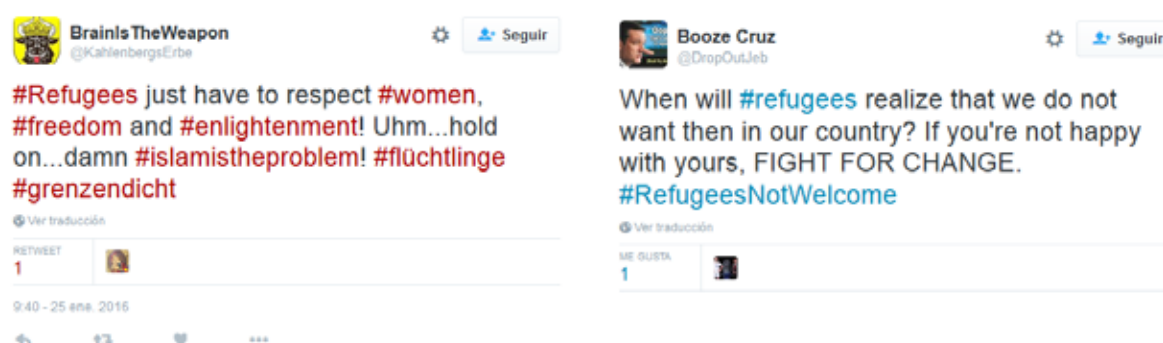 BrainIsTheWeapon
@KahlenbergsErbe
Seguir
#Refugees just have to respect #women,
#freedom and #enlightenment! Uhm...hold
on...damn #islamistheproblem! #flüchtlinge
#grenzendicht
Ver traducción
RETWEET
1
9:40 - 25 ene. 2016
Booze Cruz
@DropOutJeb
Seguir
When will #refugees realize that we do not
want then in our country? If you're not happy
with yours, FIGHT FOR CHANGE.
#RefugeesNotWelcome
Ver traducción
ME GUSTA
1